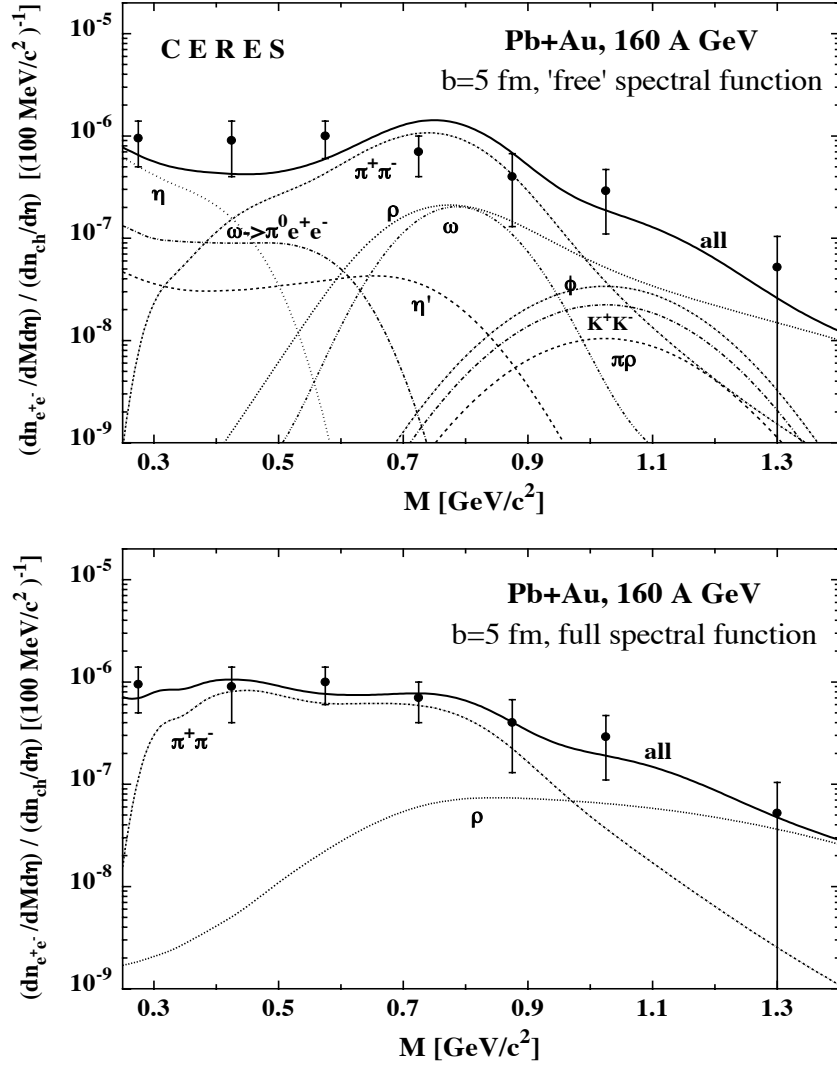 10^-5
10^-6
10^-7
10^-8
10^-9
(dn_e+e- /dMdη) / (dn_ch/dη) [(100 MeV/c^2 )^-1]
C E R E S
Pb+Au, 160 A GeV
b=5 fm, 'free' spectral function
η
π^+π^-
ρ
ω->π^0e^+e^-
ω
all
η'
ϕ
K^+K^-
πρ
0.3 0.5 0.7 0.9 1.1 1.3
M [GeV/c^2]
10^-5
10^-6
10^-7
10^-8
10^-9
(dn_e+e- /dMdη) / (dn_ch/dη) [(100 MeV/c^2 )^-1]
Pb+Au, 160 A GeV
b=5 fm, full spectral function
π^+π^-
all
ρ
0.3 0.5 0.7 0.9 1.1 1.3
M [GeV/c^2]